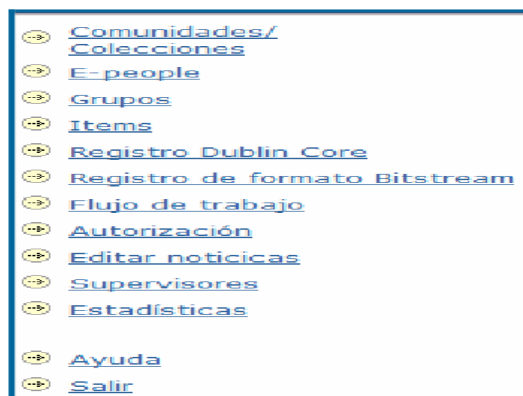 Comunidades/
Colecciones
E-people
Grupos
Items
Registro Dublin Core
Registro de formato Bitstream
Flujo de trabajo
Autorización
Editar noticicas
Supervisores
Estadísticas
Ayuda
Salir